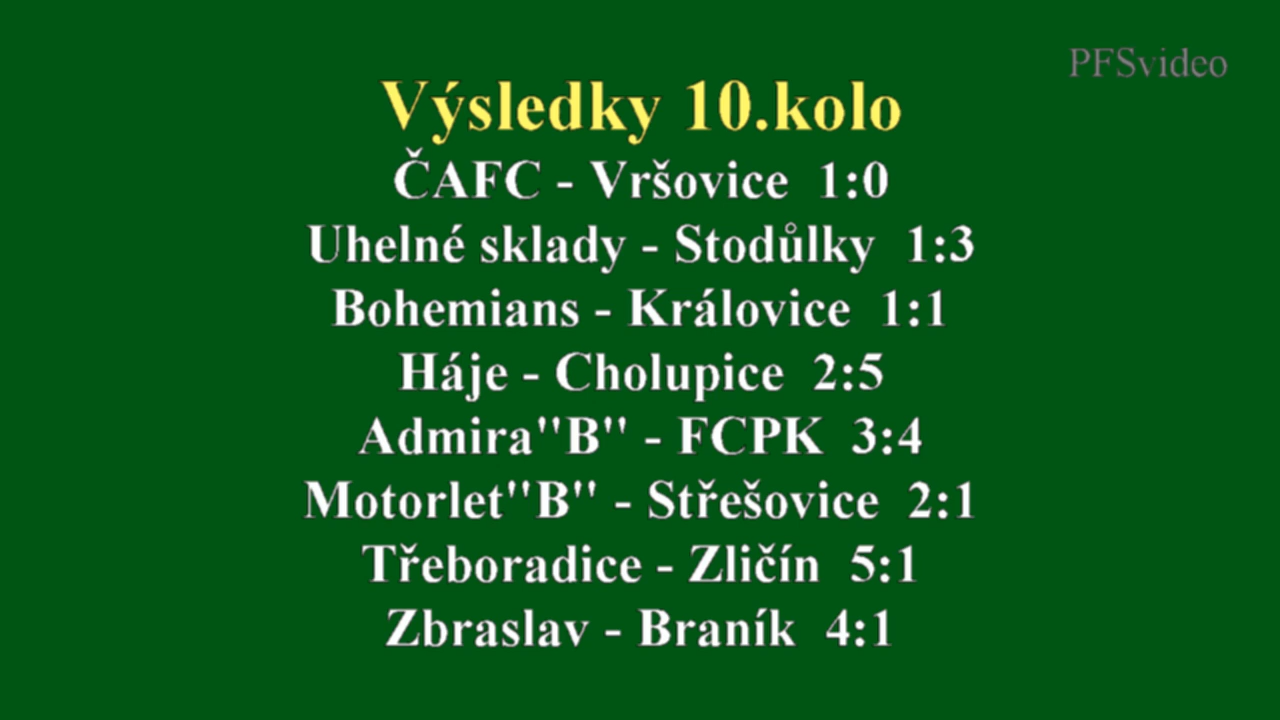 PFSvideo
Výsledky 10.kolo
ČAFC - Vršovice 1:0
Uhelné sklady - Stodůlky 1:3
Bohemians - Královice 1:1
Háje - Cholupice 2:5
Admira"B" - FCPK 3:4
Motorlet"B" - Střešovice 2:1
Třeboradice - Zličín 5:1
Zbraslav - Braník 4:1